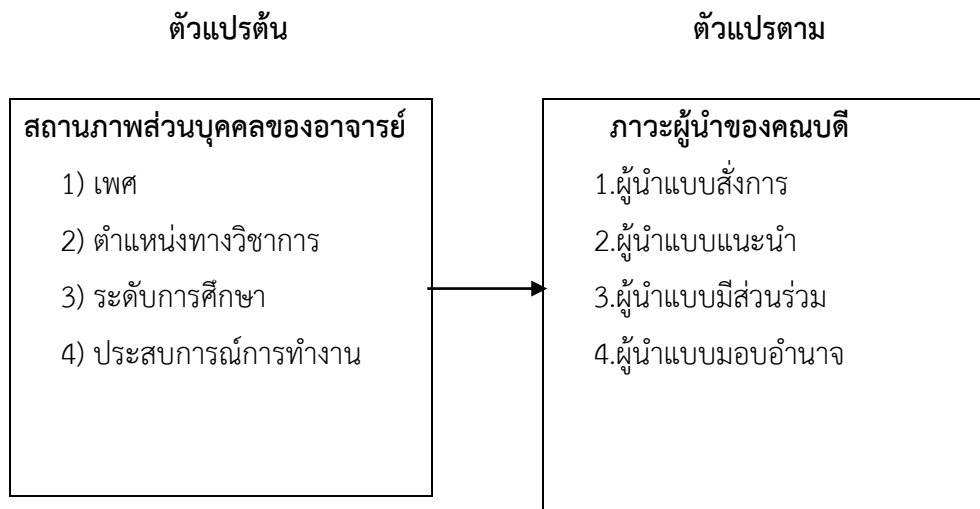 ตัวแปรต้น
ตัวแปรตาม
สถานภาพส่วนบุคคลของอาจารย์
1) เพศ
2) ตำแหน่งทางวิชาการ
3) ระดับการศึกษา
4) ประสบการณ์การทำงาน
ภาวะผู้นำของคณบดี
1.ผู้นำแบบสั่งการ
2.ผู้นำแบบแนะนำ
3.ผู้นำแบบมีส่วนร่วม
4.ผู้นำแบบมอบอำนาจ